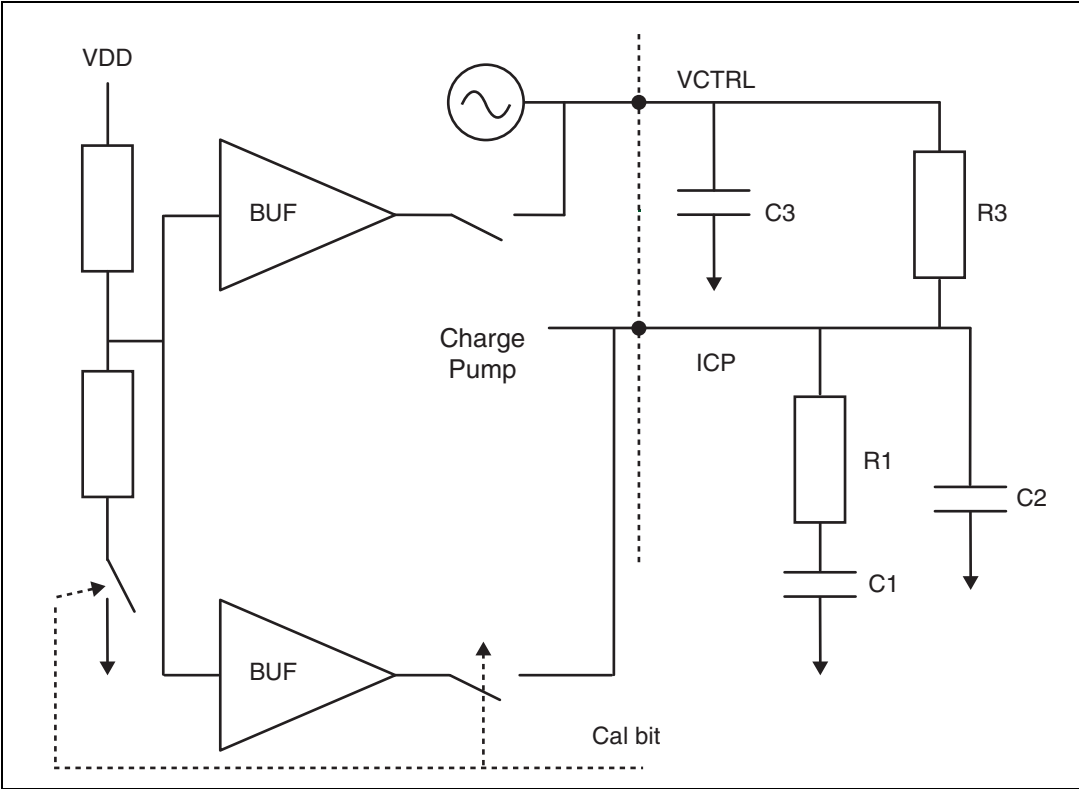 VDD
VCTRL
BUF
C3
R3
Charge
Pump
ICP
R1
C2
C1
BUF
Cal bit